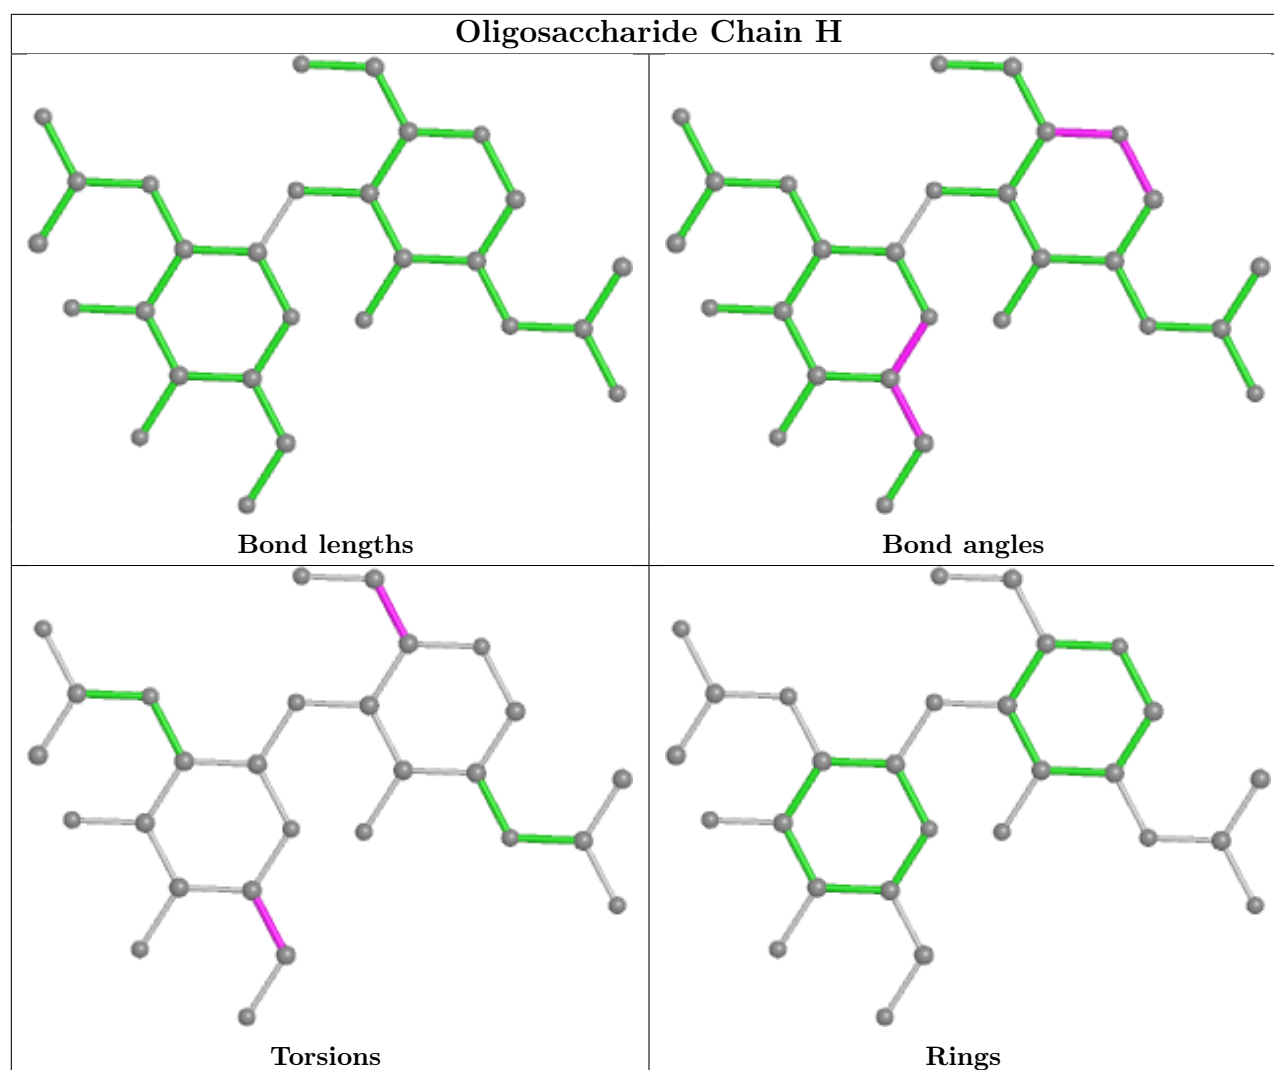 Oligosaccharide Chain H
Bond lengths
Bond angles
Torsions
Rings